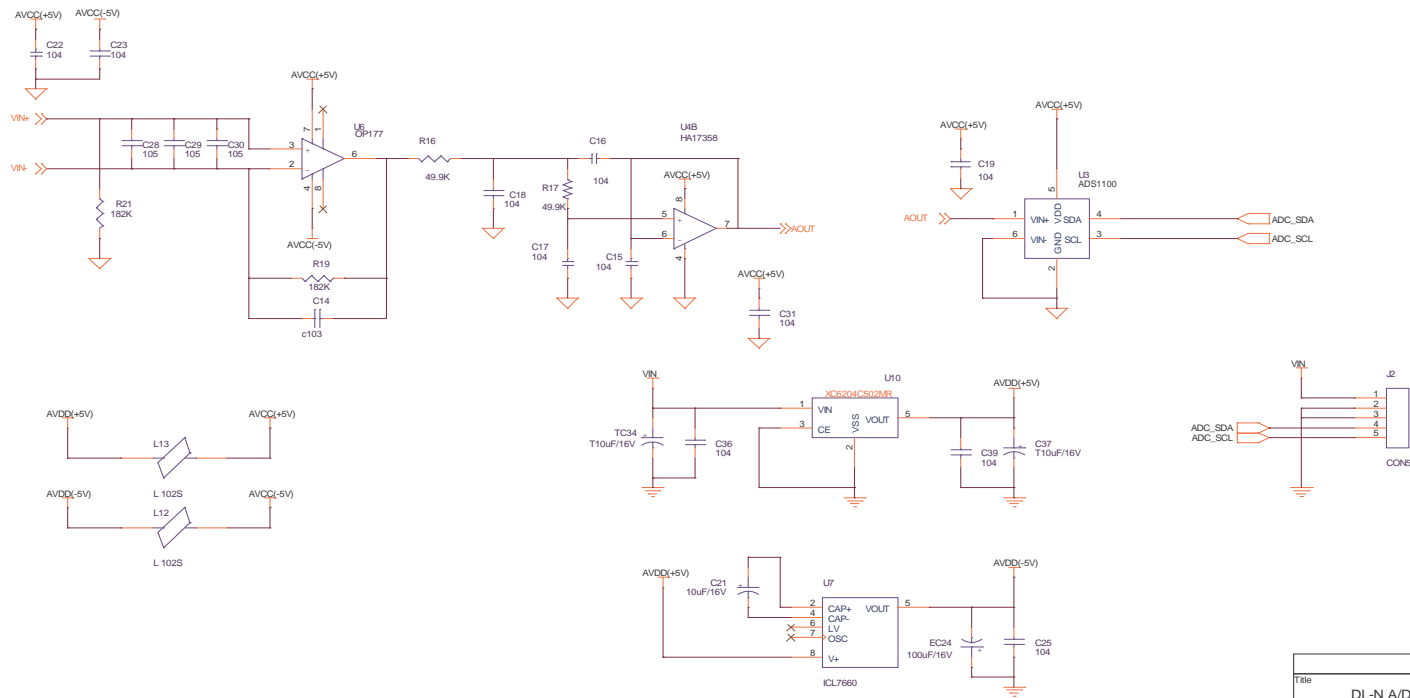 AVCC(+5V)
AVCC(-5V)
C22
104
C23
104
VIN+
VIN-
C28
105
C29
105
C30
105
R21
182K
AVCC(+5V)
U6
OP177
7
1
3
2
6
4
8
AVCC(-5V)
R19
182K
C14
c103
R16
49.9K
C18
104
R17
49.9K
C16
104
C17
104
C15
104
U4B
HA17358
AVCC(+5V)
8
5
6
7
4
AOUT
AVCC(+5V)
C31
104
AVCC(+5V)
C19
104
AOUT
AVCC(+5V)
U3
ADS1100
5
1
VIN+
VDD
SDA
4
6
VIN-
GND
SCL
3
2
ADC_SDA
ADC_SCL
AVDD(+5V)
AVCC(+5V)
L13
L 102S
AVDD(-5V)
AVCC(-5V)
L12
L 102S
VIN
TC34
T10uF/16V
C36
104
U10
XC6204C502MR
1
VIN
3
CE
VSS
VOUT
5
2
AVDD(+5V)
C39
104
C37
T10uF/16V
VIN
J2
1
2
3
4
5
ADC_SDA
ADC_SCL
CON5
AVDD(+5V)
C21
10uF/16V
U7
2
CAP+
4
CAP-
6
LV
7
OSC
8
V+
VOUT
5
ICL7660
AVDD(-5V)
EC24
100uF/16V
C25
104
Title
DL-N A/D